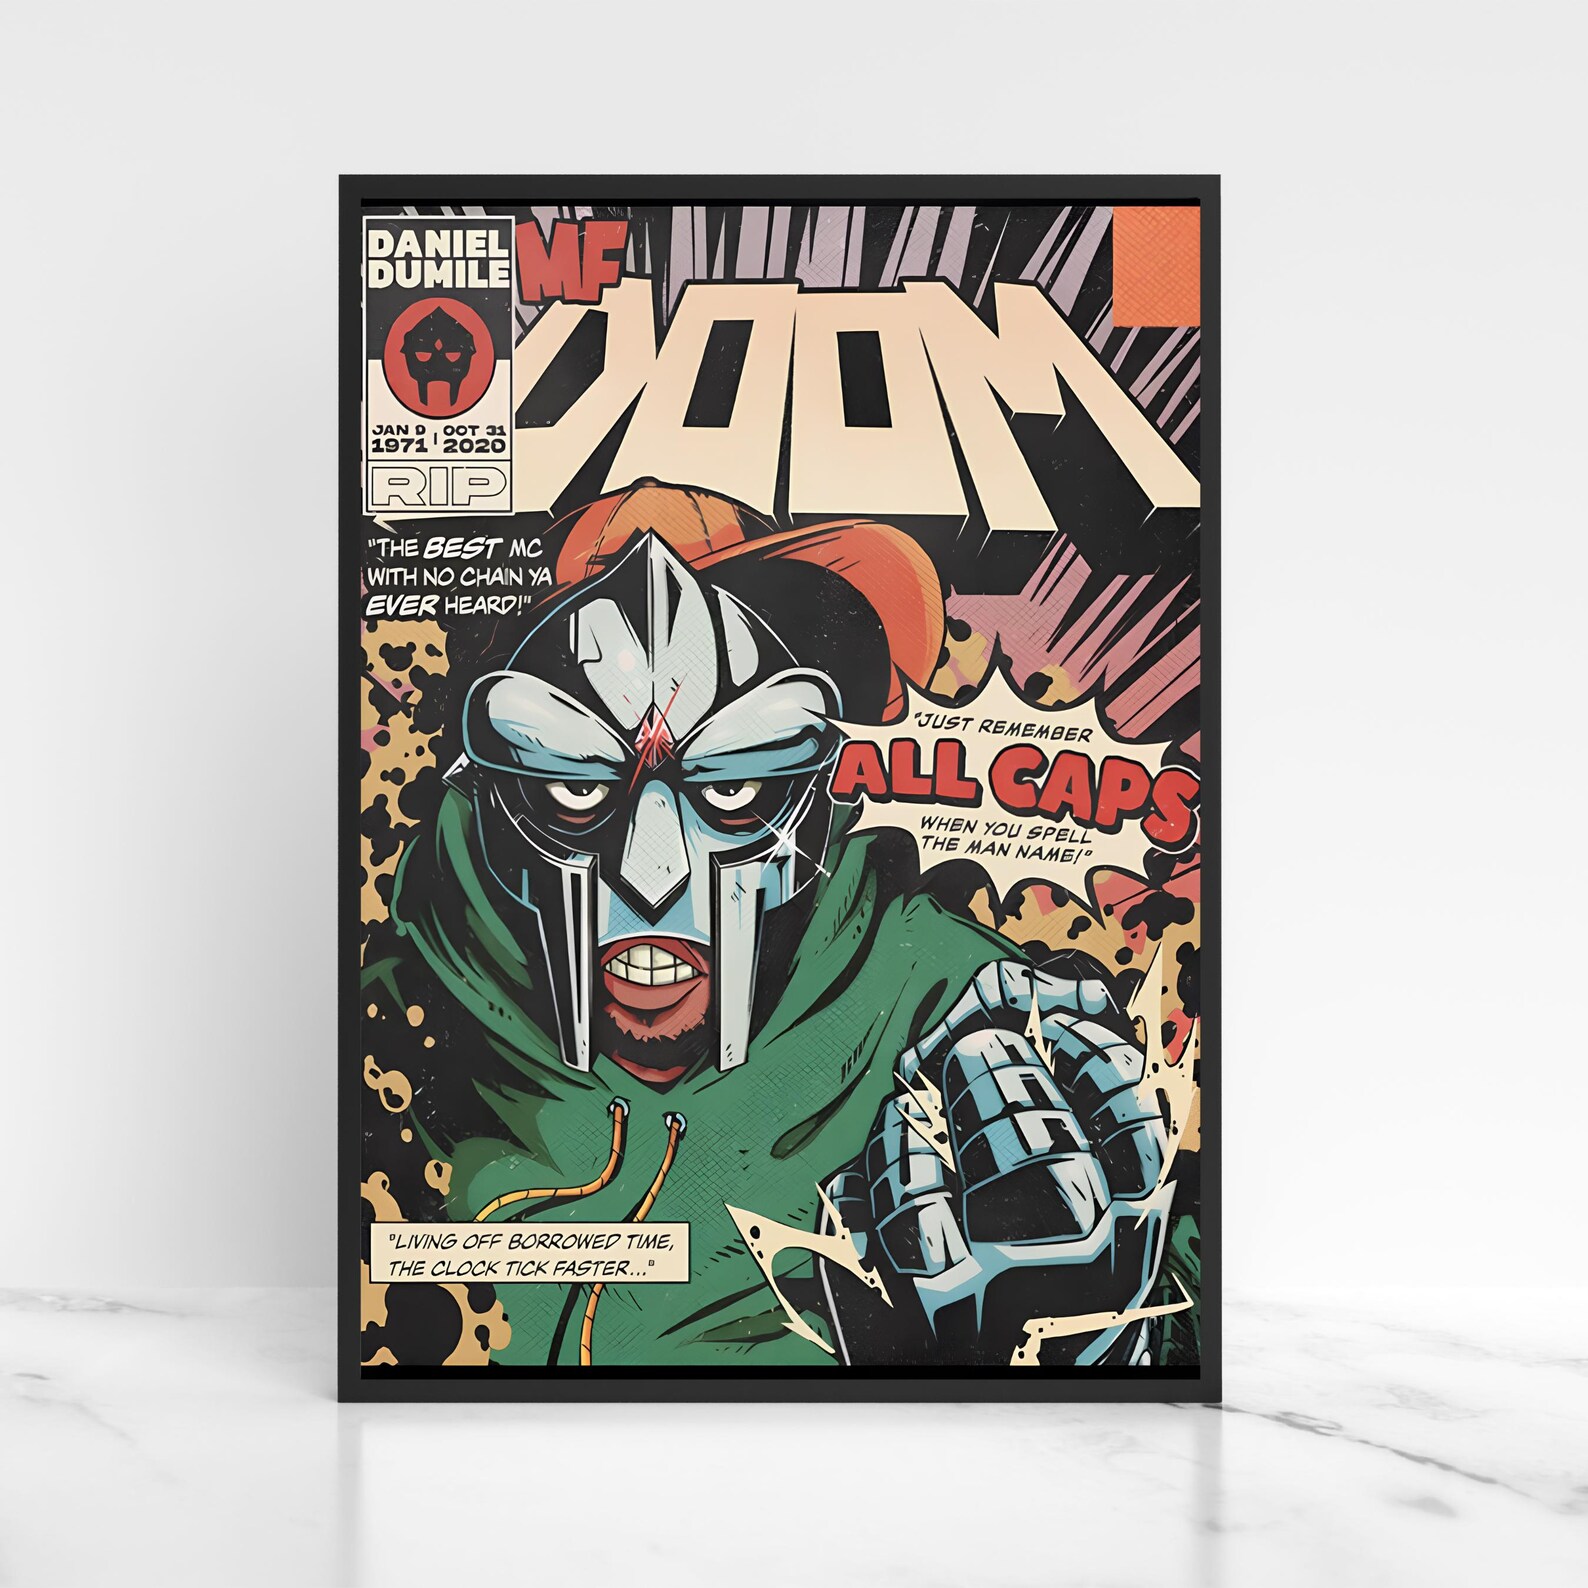 DANIEL
DUMILE
JAN 9 | OCT 31
1971 | 2020
RIP
MF
DOOM
"THE BEST MC
WITH NO CHAIN YA
EVER HEARD!"
"JUST REMEMBER
ALL CAPS
WHEN YOU SPELL
THE MAN NAME!"
"LIVING OFF BORROWED TIME,
THE CLOCK TICK FASTER..."